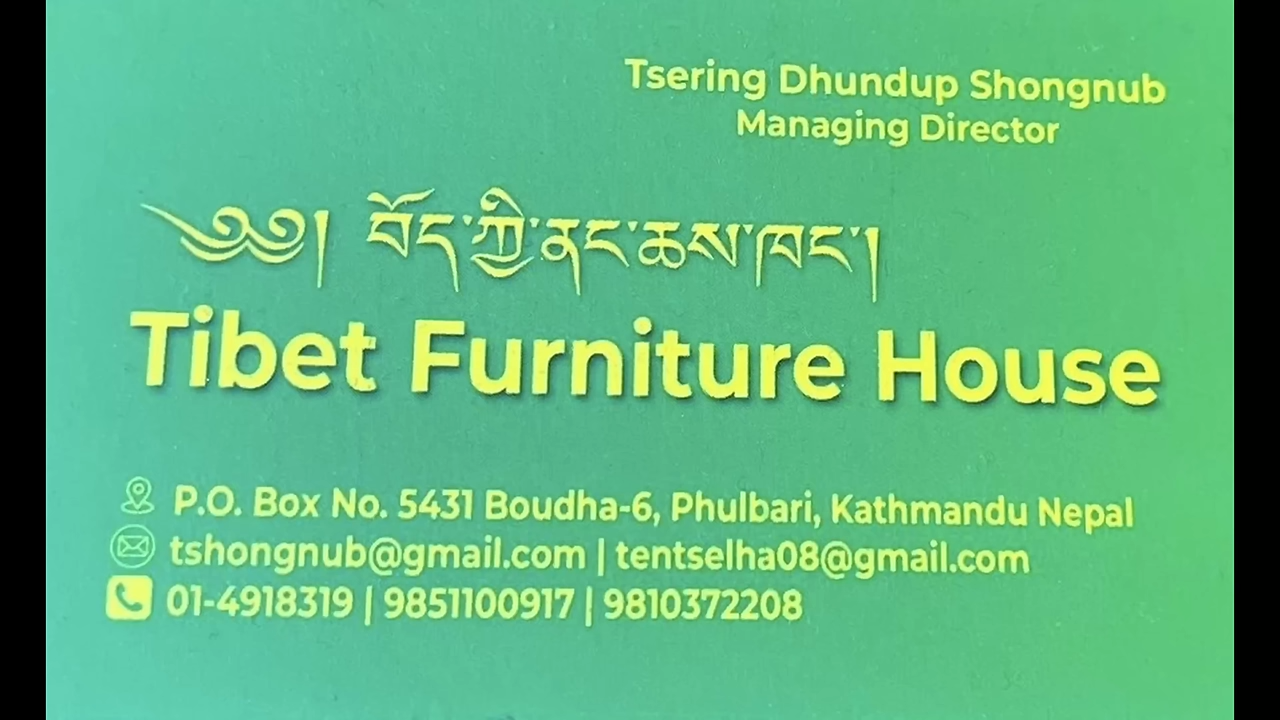 Tsering Dhundup Shongnub
Managing Director
༄༅། བོད་ཀྱི་ནང་ཆས་ཁང་།
Tibet Furniture House
P.O. Box No. 5431 Boudha-6, Phulbari, Kathmandu Nepal
tshongnub@gmail.com | tentselha08@gmail.com
01-4918319 | 9851100917 | 9810372208